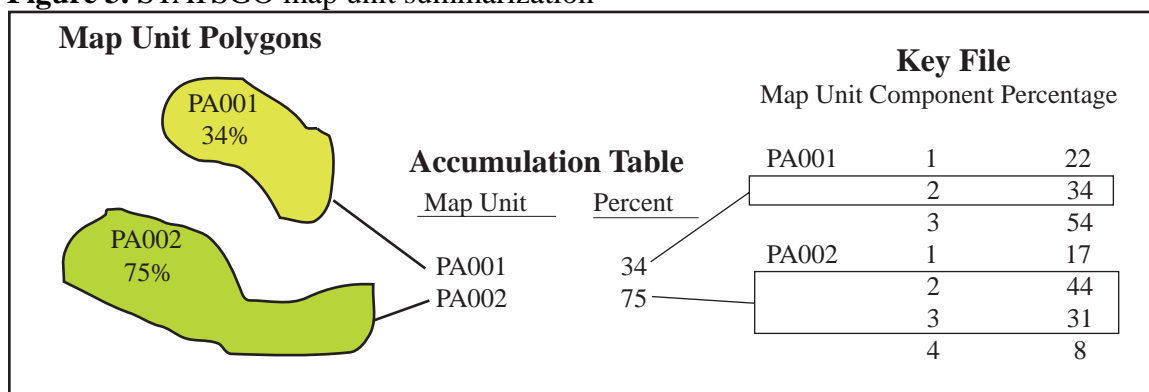 Map Unit Polygons
PA001
34%
PA002
75%
Accumulation Table
Map Unit Percent
PA001 34
PA002 75
Key File
Map Unit Component Percentage
PA001 1 22
2 34
3 54
PA002 1 17
2 44
3 31
4 8